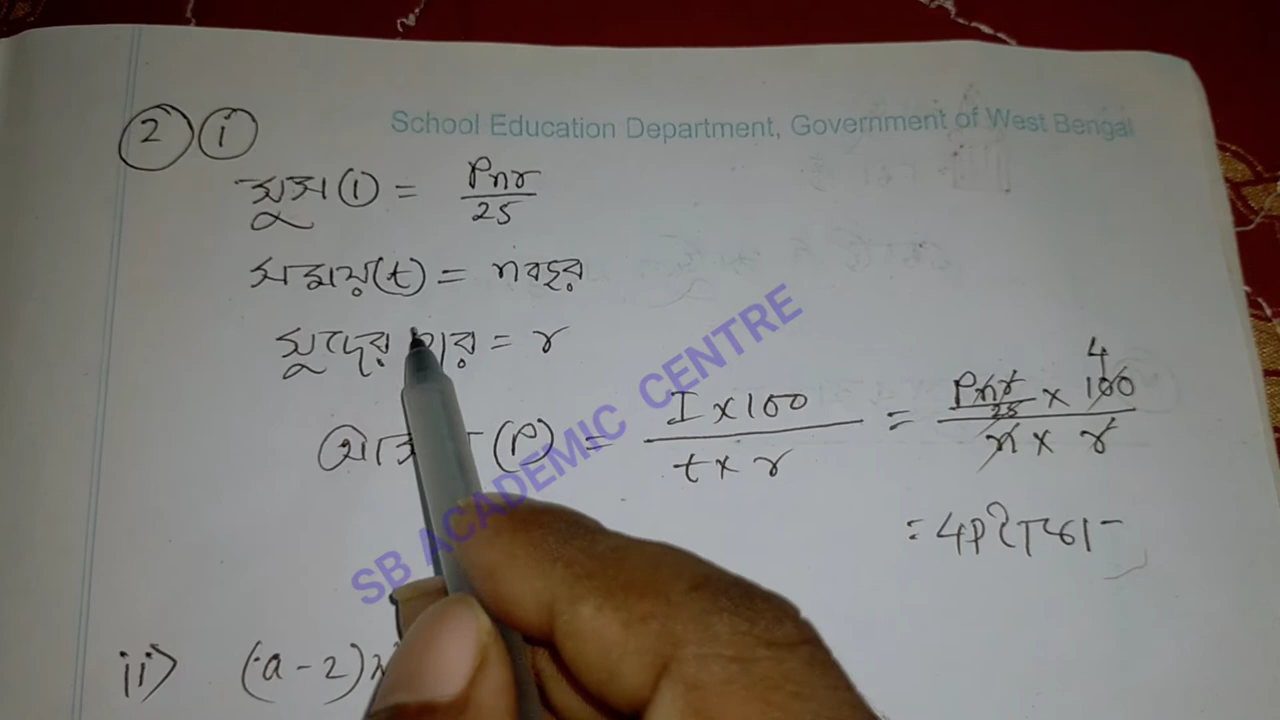 School Education Department, Government of West Bengal
2 i
(I) = Pnr/25
সময়(t) = n বছর
সুদের হার = r
(P) = I × 100 / t × r = Pnr/25 × 100 4 / n × r
= 4P টাকা
ii) (a - 2)
SB ACADEMIC CENTRE